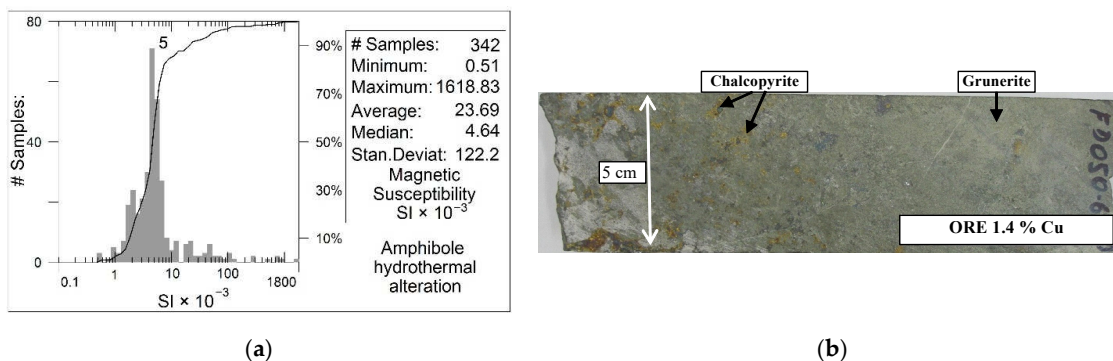 80
40
0
# Samples:
5
90%
70%
50%
30%
10%
0.1
1
10
100
1800
SI × 10⁻³
# Samples: 342
Minimum: 0.51
Maximum: 1618.83
Average: 23.69
Median: 4.64
Stan.Deviat: 122.2
Magnetic
Susceptibility
SI × 10⁻³
Amphibole
hydrothermal
alteration
(a)
Chalcopyrite
Grunerite
5 cm
ORE 1.4 % Cu
(b)